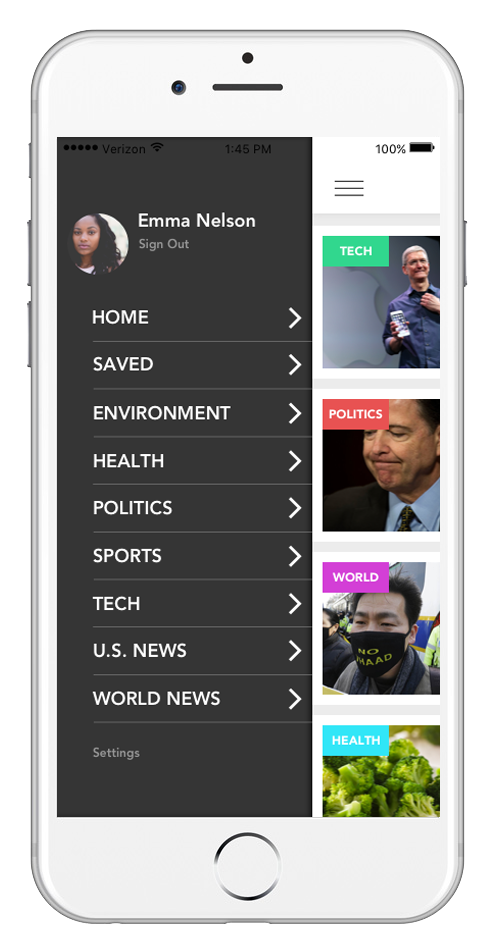 Verizon 1:45 PM 100%
Emma Nelson
Sign Out
HOME
SAVED
ENVIRONMENT
HEALTH
POLITICS
SPORTS
TECH
U.S. NEWS
WORLD NEWS
Settings
TECH
POLITICS
WORLD
NO
HEALTH